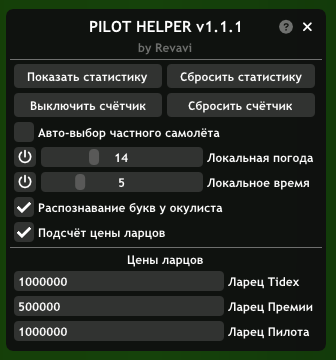 PILOT HELPER v1.1.1 ? ×
by Revavi
Показать статистику Сбросить статистику
Выключить счётчик Сбросить счётчик
Авто-выбор частного самолёта
14 Локальная погода
5 Локальное время
Распознавание букв у окулиста
Подсчёт цены ларцов
Цены ларцов
1000000 Ларец Tidex
500000 Ларец Премии
1000000 Ларец Пилота